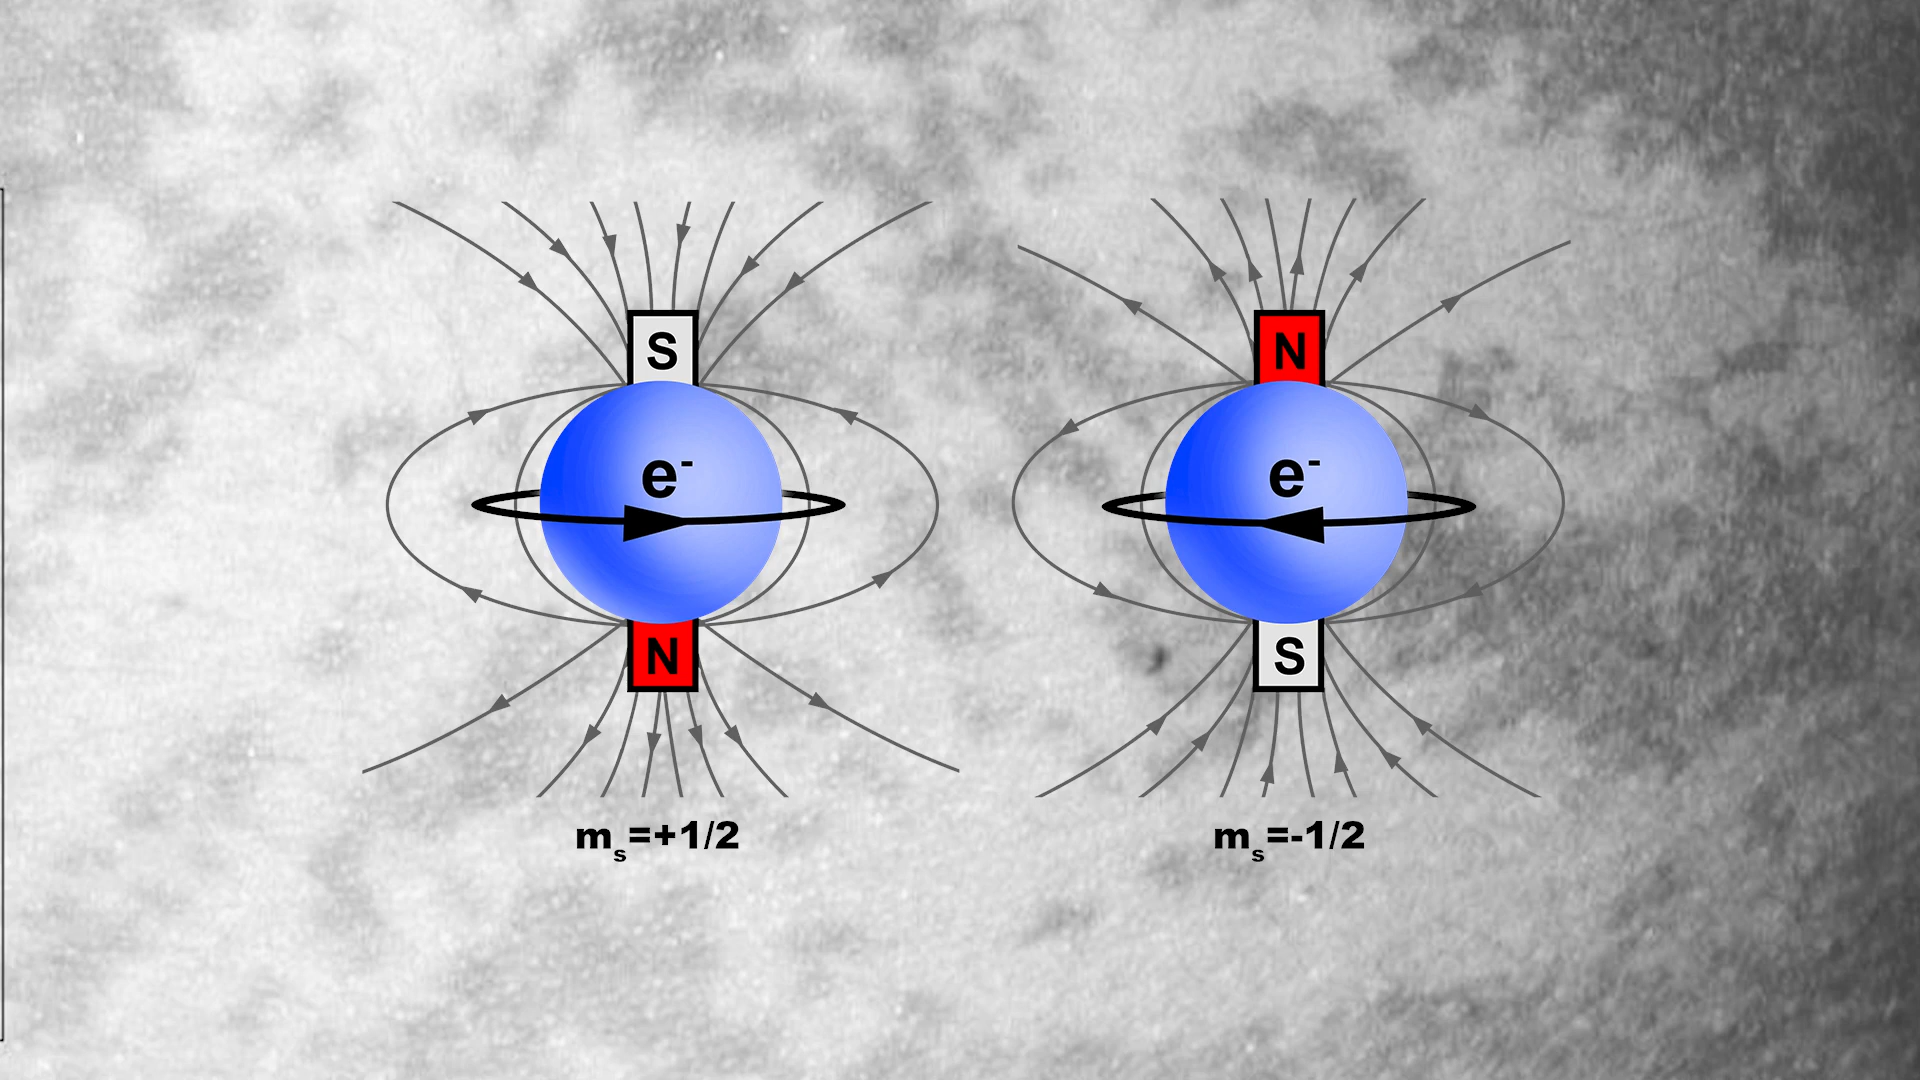 S
N
e-
e-
N
S
ms=+1/2
ms=-1/2